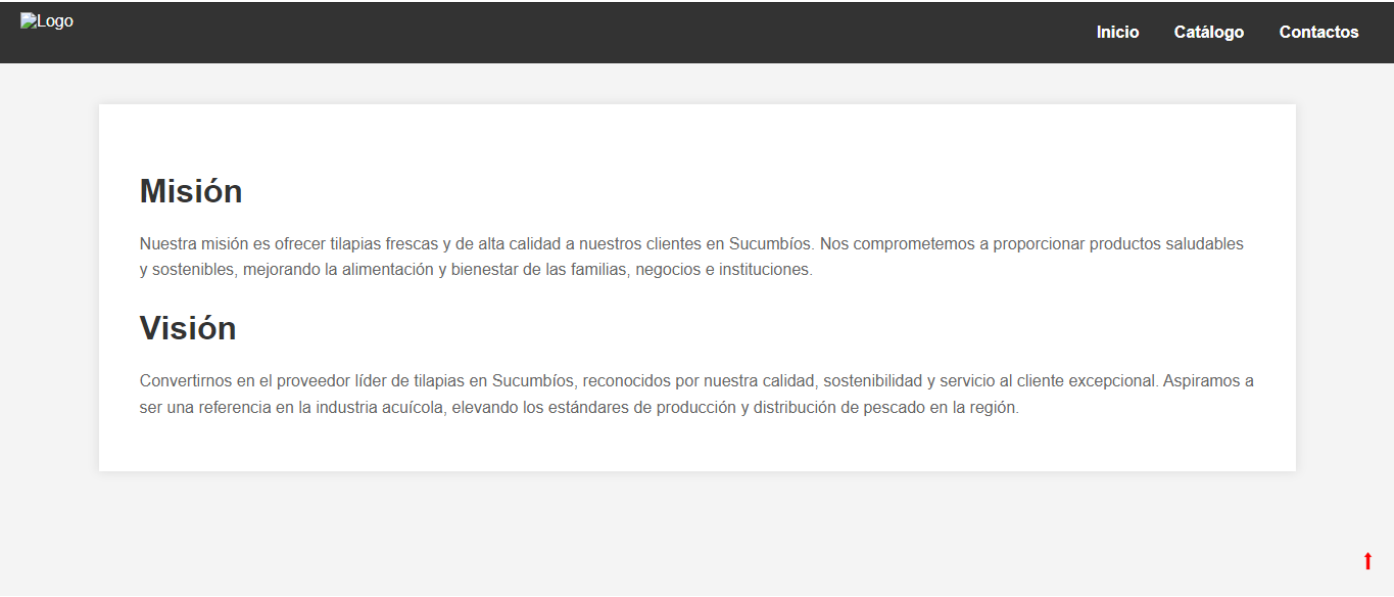 Logo
Inicio Catálogo Contactos
Misión
Nuestra misión es ofrecer tilapias frescas y de alta calidad a nuestros clientes en Sucumbíos. Nos comprometemos a proporcionar productos saludables
y sostenibles, mejorando la alimentación y bienestar de las familias, negocios e instituciones.
Visión
Convertirnos en el proveedor líder de tilapias en Sucumbíos, reconocidos por nuestra calidad, sostenibilidad y servicio al cliente excepcional. Aspiramos a
ser una referencia en la industria acuícola, elevando los estándares de producción y distribución de pescado en la región.